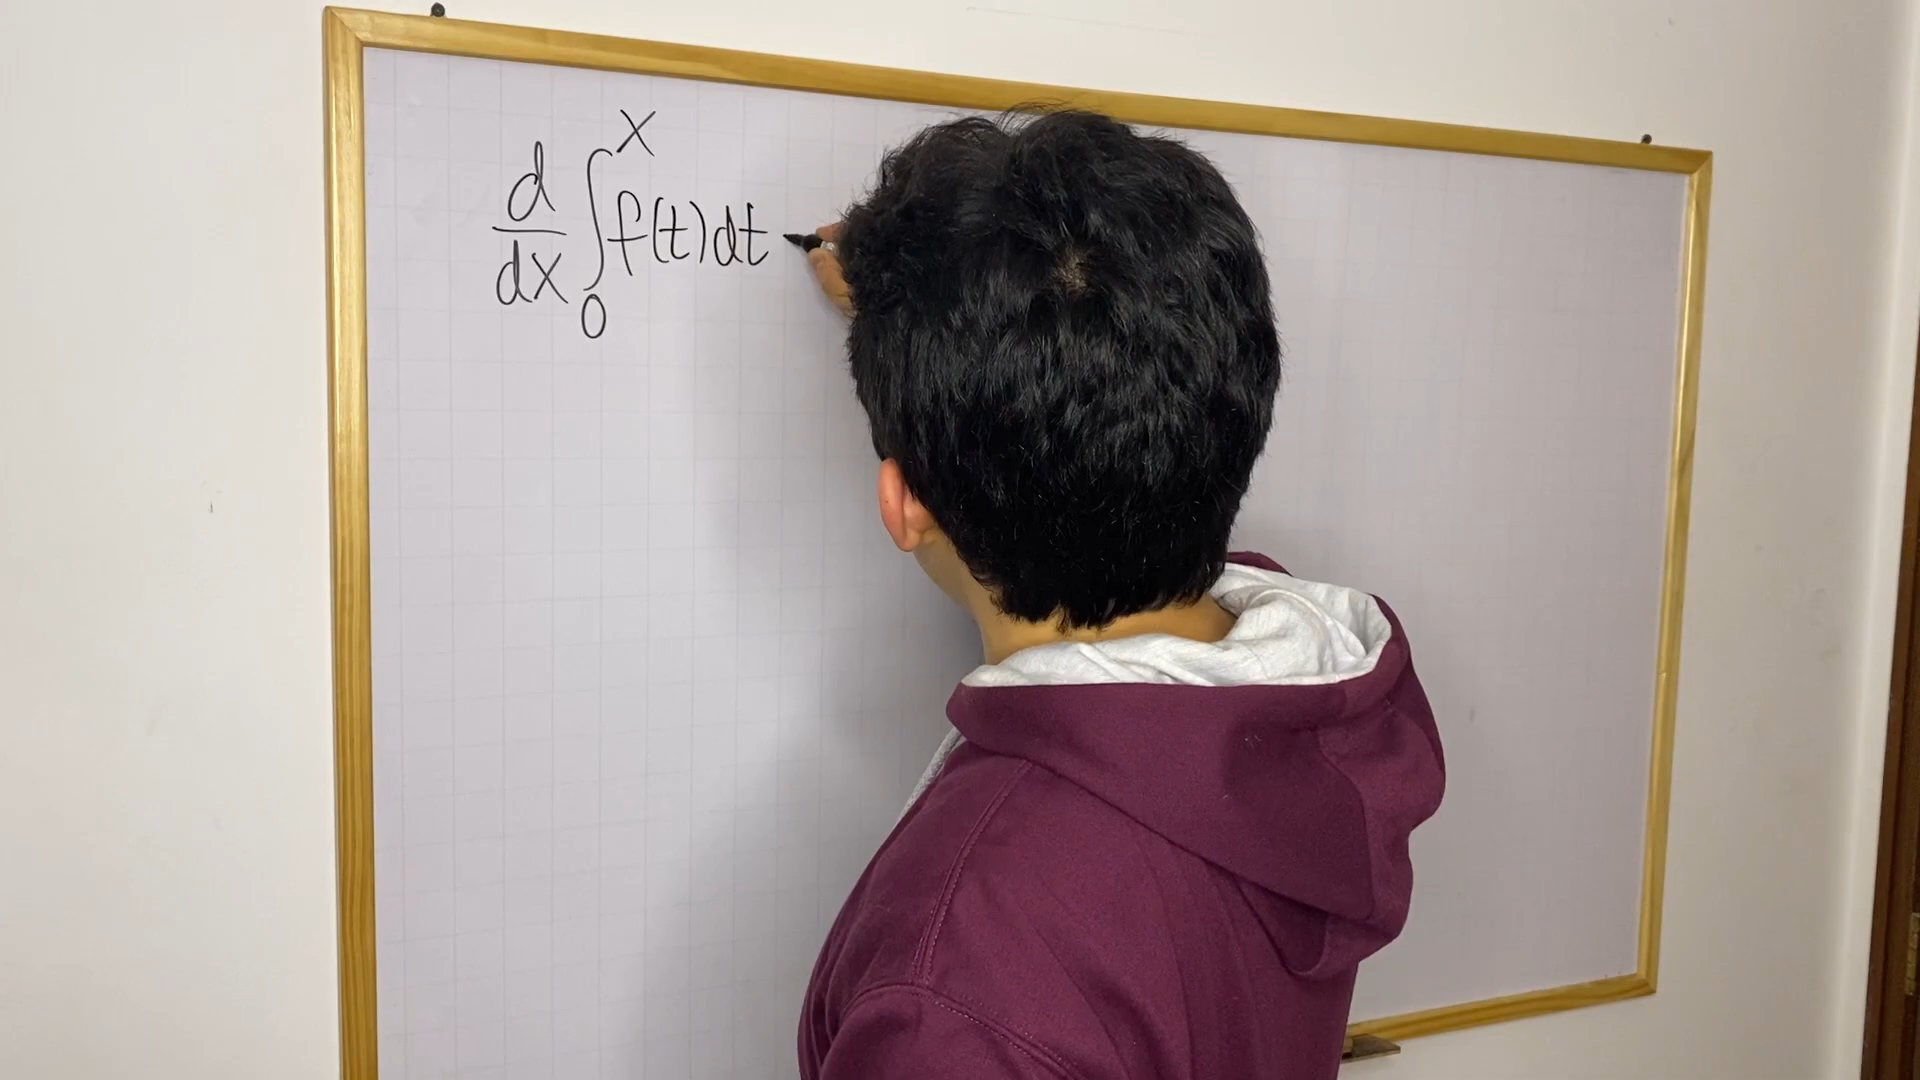 d/dx ∫₀ˣ f(t)dt